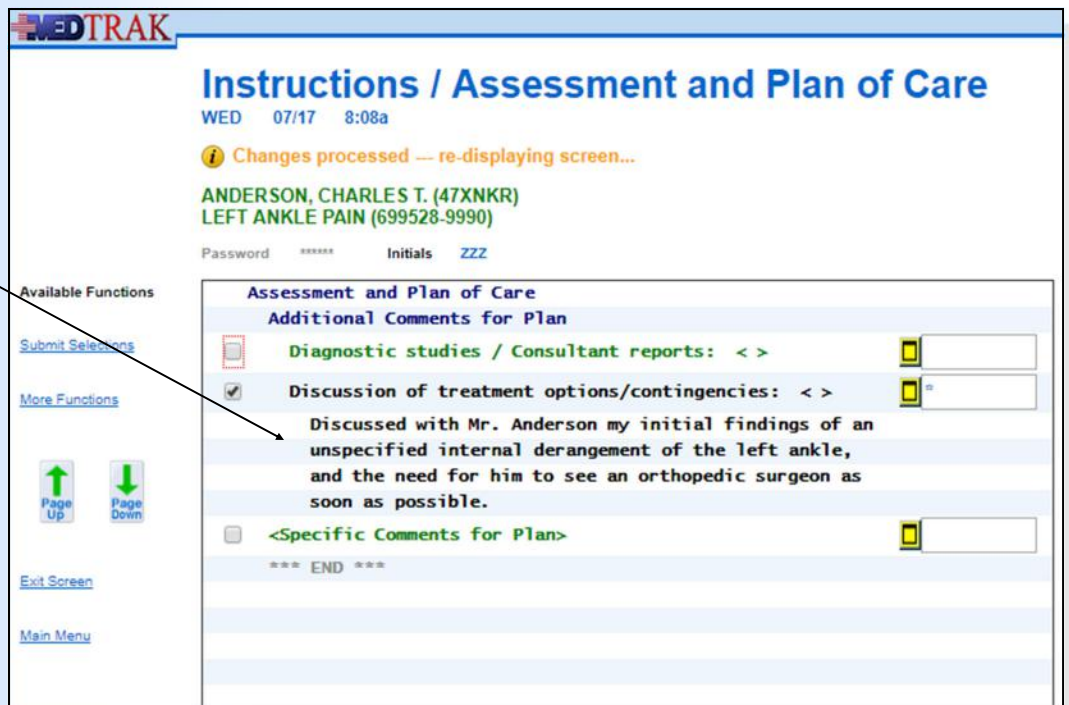 MEDTRAK
Instructions / Assessment and Plan of Care
WED 07/17 8:08a
i Changes processed --- re-displaying screen...
ANDERSON, CHARLES T. (47XNKR)
LEFT ANKLE PAIN (699528-9990)
Password ****** Initials ZZZ
Available Functions
Submit Selections
More Functions
Page Up
Page Down
Exit Screen
Main Menu
Assessment and Plan of Care
Additional Comments for Plan
Diagnostic studies / Consultant reports: < >
Discussion of treatment options/contingencies: < > *
Discussed with Mr. Anderson my initial findings of an
unspecified internal derangement of the left ankle,
and the need for him to see an orthopedic surgeon as
soon as possible.
<Specific Comments for Plan>
*** END ***